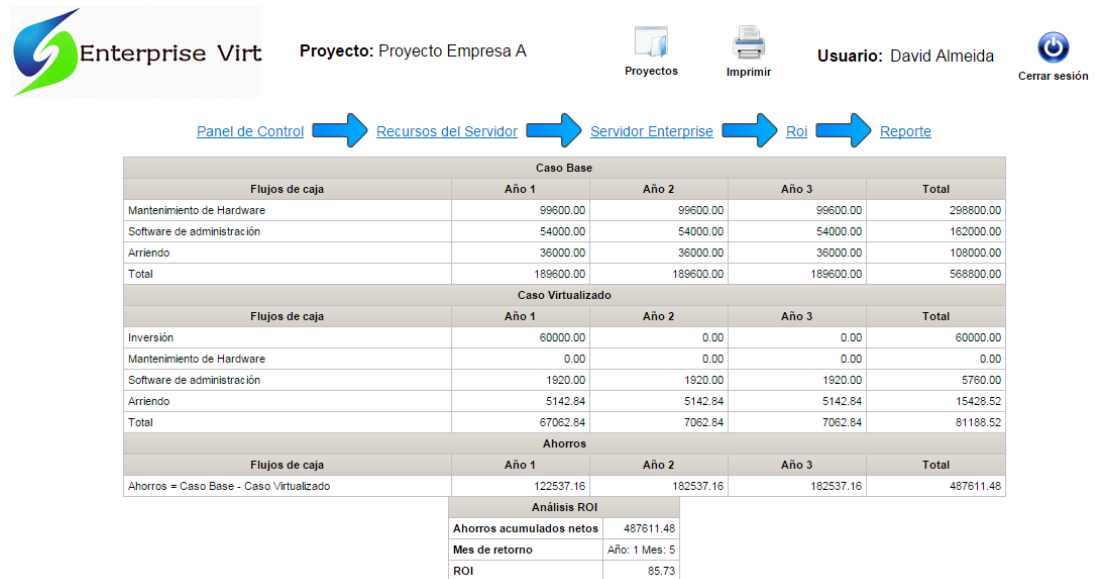 Enterprise Virt
Proyecto: Proyecto Empresa A
Proyectos
Imprimir
Usuario: David Almeida
Cerrar sesión
Panel de Control Recursos del Servidor Servidor Enterprise Roi Reporte
Caso Base
Flujos de caja Año 1 Año 2 Año 3 Total
Mantenimiento de Hardware 99600.00 99600.00 99600.00 298800.00
Software de administración 54000.00 54000.00 54000.00 162000.00
Arriendo 36000.00 36000.00 36000.00 108000.00
Total 189600.00 189600.00 189600.00 568800.00
Caso Virtualizado
Flujos de caja Año 1 Año 2 Año 3 Total
Inversión 60000.00 0.00 0.00 60000.00
Mantenimiento de Hardware 0.00 0.00 0.00 0.00
Software de administración 1920.00 1920.00 1920.00 5760.00
Arriendo 5142.84 5142.84 5142.84 15428.52
Total 67062.84 7062.84 7062.84 81188.52
Ahorros
Flujos de caja Año 1 Año 2 Año 3 Total
Ahorros = Caso Base - Caso Virtualizado 122537.16 182537.16 182537.16 487611.48
Análisis ROI
Ahorros acumulados netos 487611.48
Mes de retorno Año: 1 Mes: 5
ROI 85.73